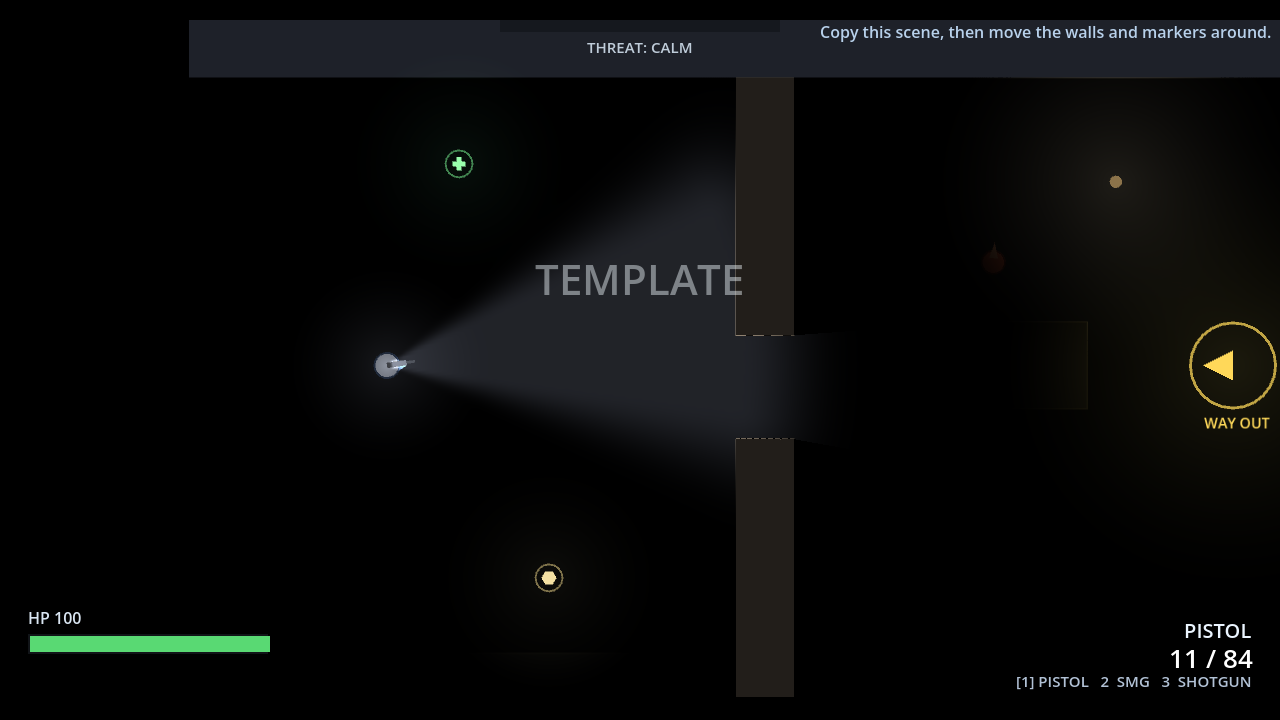 Copy this scene, then move the walls and markers around.
THREAT: CALM
TEMPLATE
WAY OUT
HP 100
PISTOL
11 / 84
[1] PISTOL 2 SMG 3 SHOTGUN